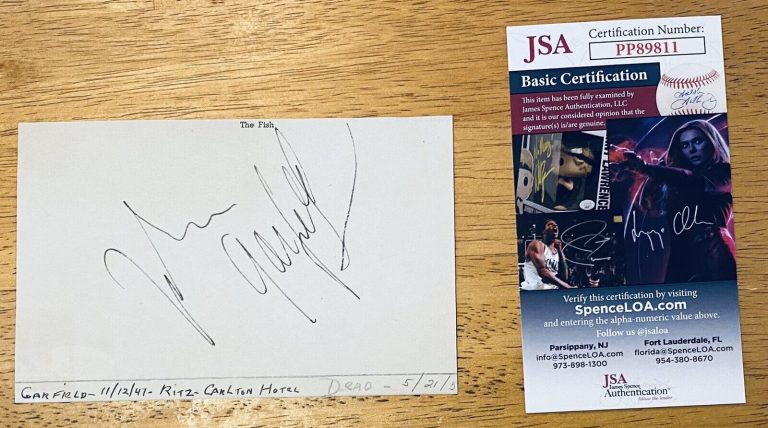 The Fish
John Garfield
GARFIELD - 11/12/47 - RITZ - CARLTON HOTEL DEAD - 5/21/5
JSA
Certification Number:
PP89811
Basic Certification
This item has been fully examined by
James Spence Authentication, LLC
and it is our considered opinion that the
signature(s) is/are genuine.
LAWRENCE
Verify this certification by visiting
SpenceLOA.com
and entering the alpha-numeric value above.
Follow us @jsaloa
Parsippany, NJ
info@SpenceLOA.com
973-898-1300
Fort Lauderdale, FL
florida@SpenceLOA.com
954-380-8670
JSA James Spence
Authentication